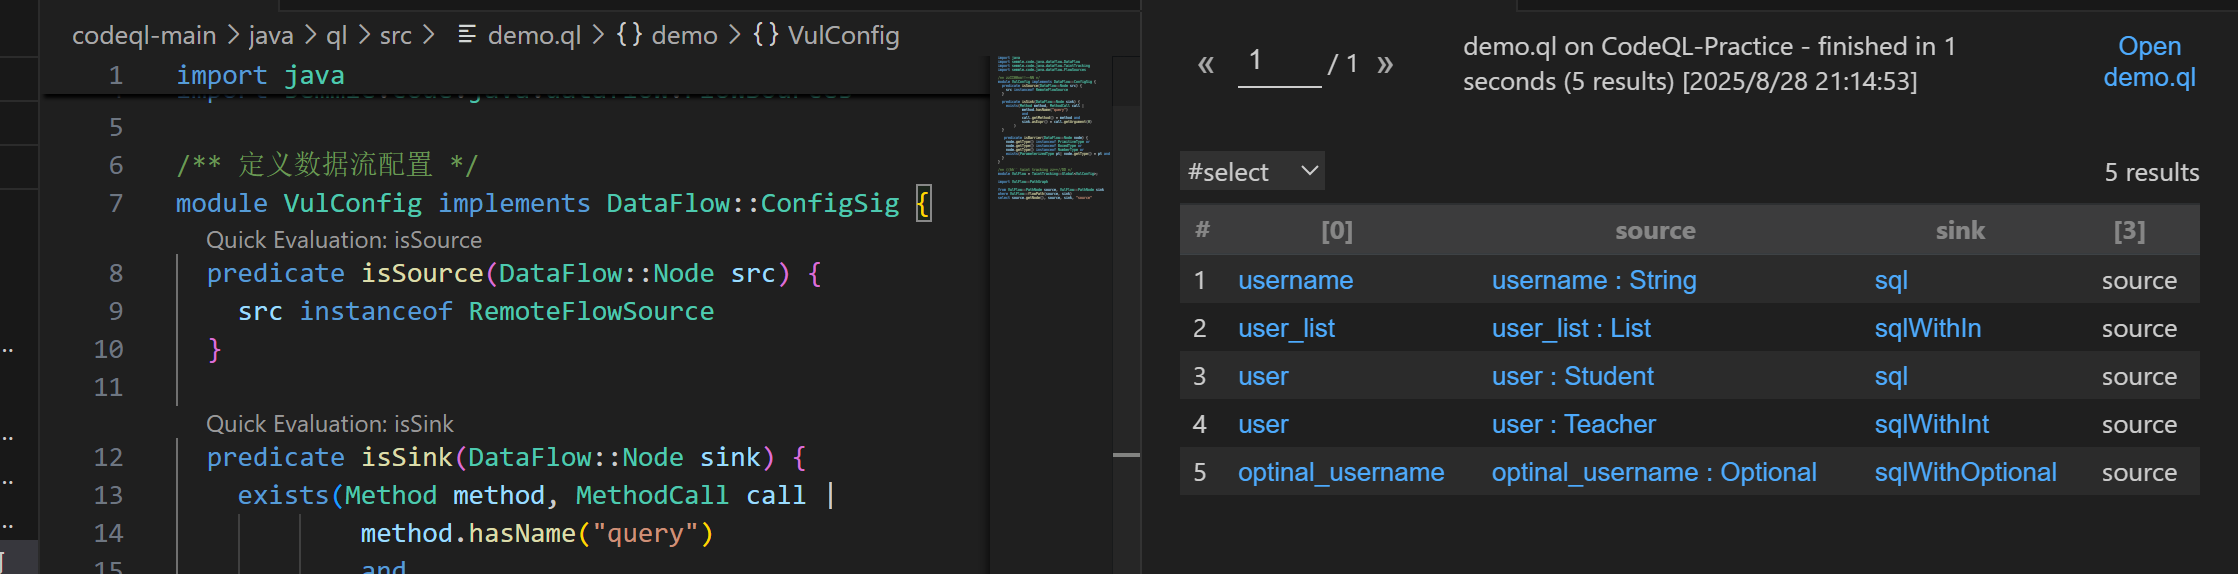 codeql-main > java > ql > src > demo.ql > {} demo > {} VulConfig
1 import java
5
6 /** 定义数据流配置 */
7 module VulConfig implements DataFlow::ConfigSig {
Quick Evaluation: isSource
8 predicate isSource(DataFlow::Node src) {
9 src instanceof RemoteFlowSource
10 }
11
Quick Evaluation: isSink
12 predicate isSink(DataFlow::Node sink) {
13 exists(Method method, MethodCall call |
14 method.hasName("query")
15 and
« 1 / 1 »
demo.ql on CodeQL-Practice - finished in 1
seconds (5 results) [2025/8/28 21:14:53]
Open
demo.ql
#select
5 results
# [0] source sink [3]
1 username username : String sql source
2 user_list user_list : List sqlWithIn source
3 user user : Student sql source
4 user user : Teacher sqlWithInt source
5 optinal_username optinal_username : Optional sqlWithOptional source